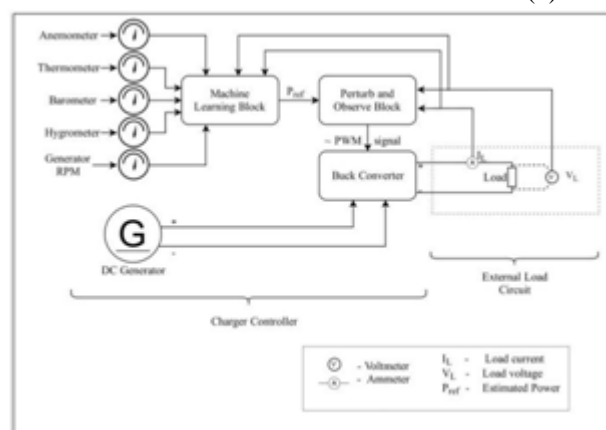 Anemometer
Thermometer
Barometer
Hygrometer
Generator
RPM
Machine
Learning Block
Pref
Perturb and
Observe Block
~ PWM signal
Buck Converter
+
-
IL
Load
V
VL
+
G
-
DC Generator
External Load
Circuit
Charger Controller
V - Voltmeter
A - Ammeter
IL - Load current
VL - Load voltage
Pref - Estimated Power